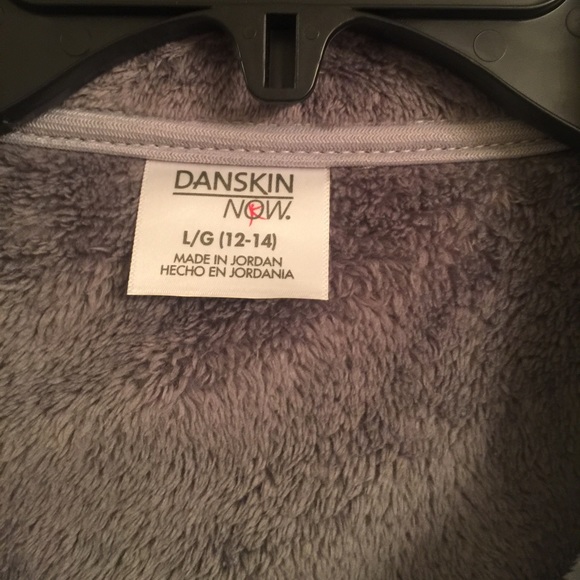 DANSKIN
NOW.
L/G (12-14)
MADE IN JORDAN
HECHO EN JORDANIA